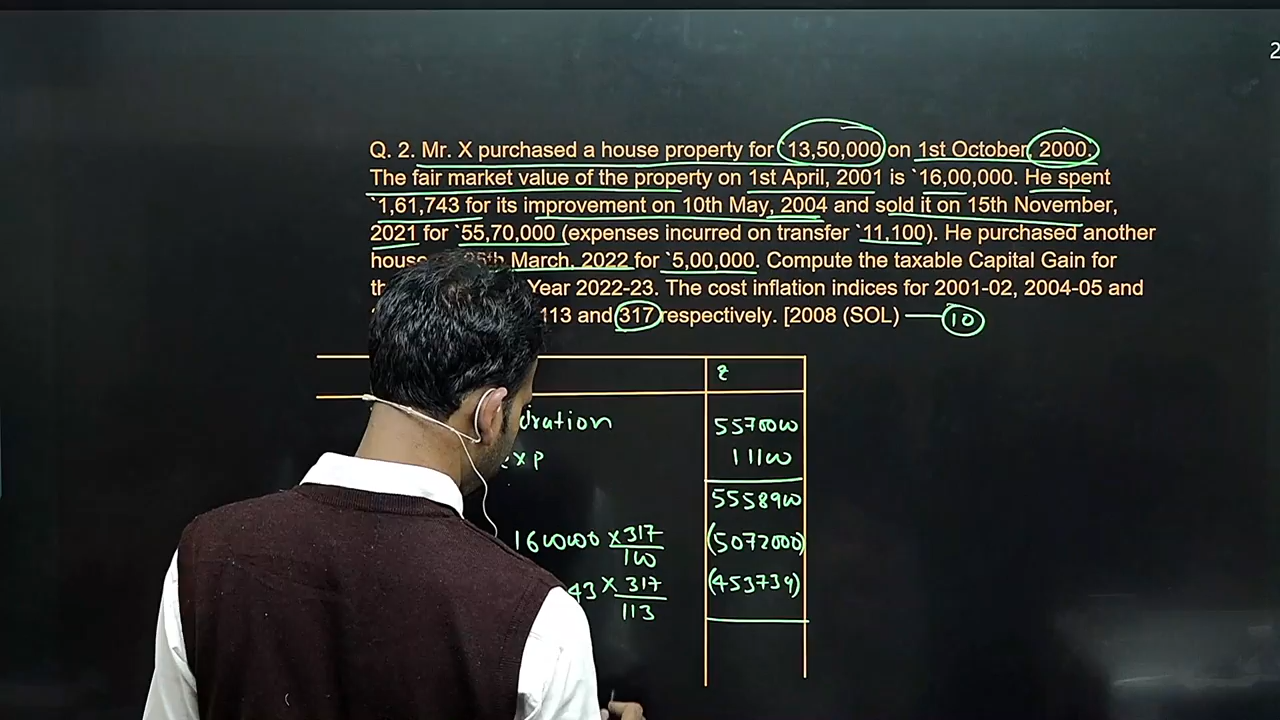 2
Q. 2. Mr. X purchased a house property for `13,50,000 on 1st October, 2000.
The fair market value of the property on 1st April, 2001 is `16,00,000. He spent
`1,61,743 for its improvement on 10th May, 2004 and sold it on 15th November,
2021 for `55,70,000 (expenses incurred on transfer `11,100). He purchased another
house March, 2022 for `5,00,000. Compute the taxable Capital Gain for
Year 2022-23. The cost inflation indices for 2001-02, 2004-05 and
113 and 317 respectively. [2008 (SOL) — 10
₹
dration 5570000
exp 11100
5558900
1600000 × 317/100 (5072000)
43 × 317/113 (453739)